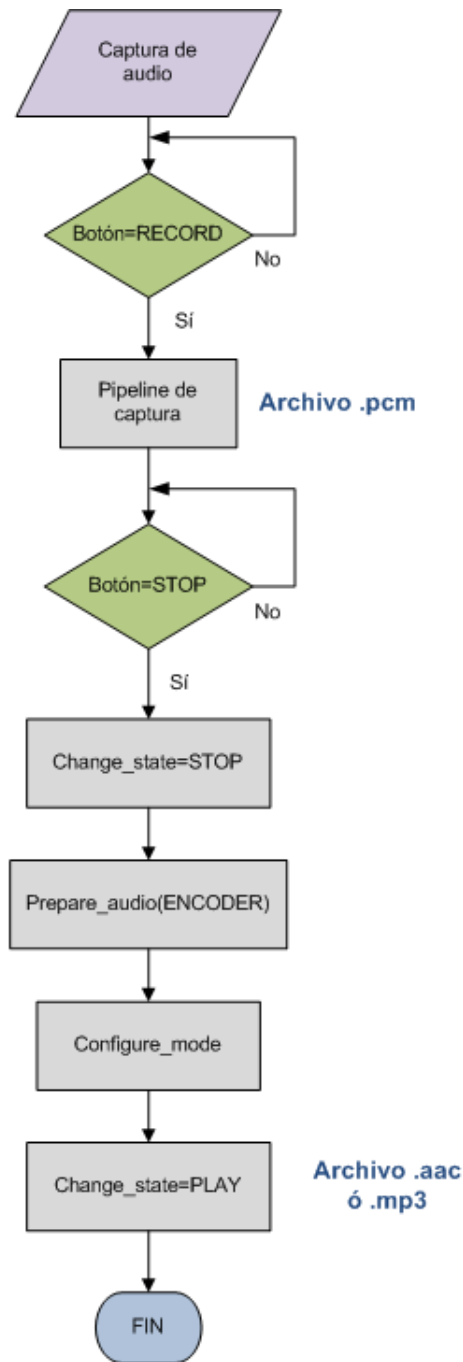 Captura de
audio
Botón=RECORD
No
Sí
Pipeline de
captura
Archivo .pcm
Botón=STOP
No
Sí
Change_state=STOP
Prepare_audio(ENCODER)
Configure_mode
Change_state=PLAY
Archivo .aac
ó .mp3
FIN